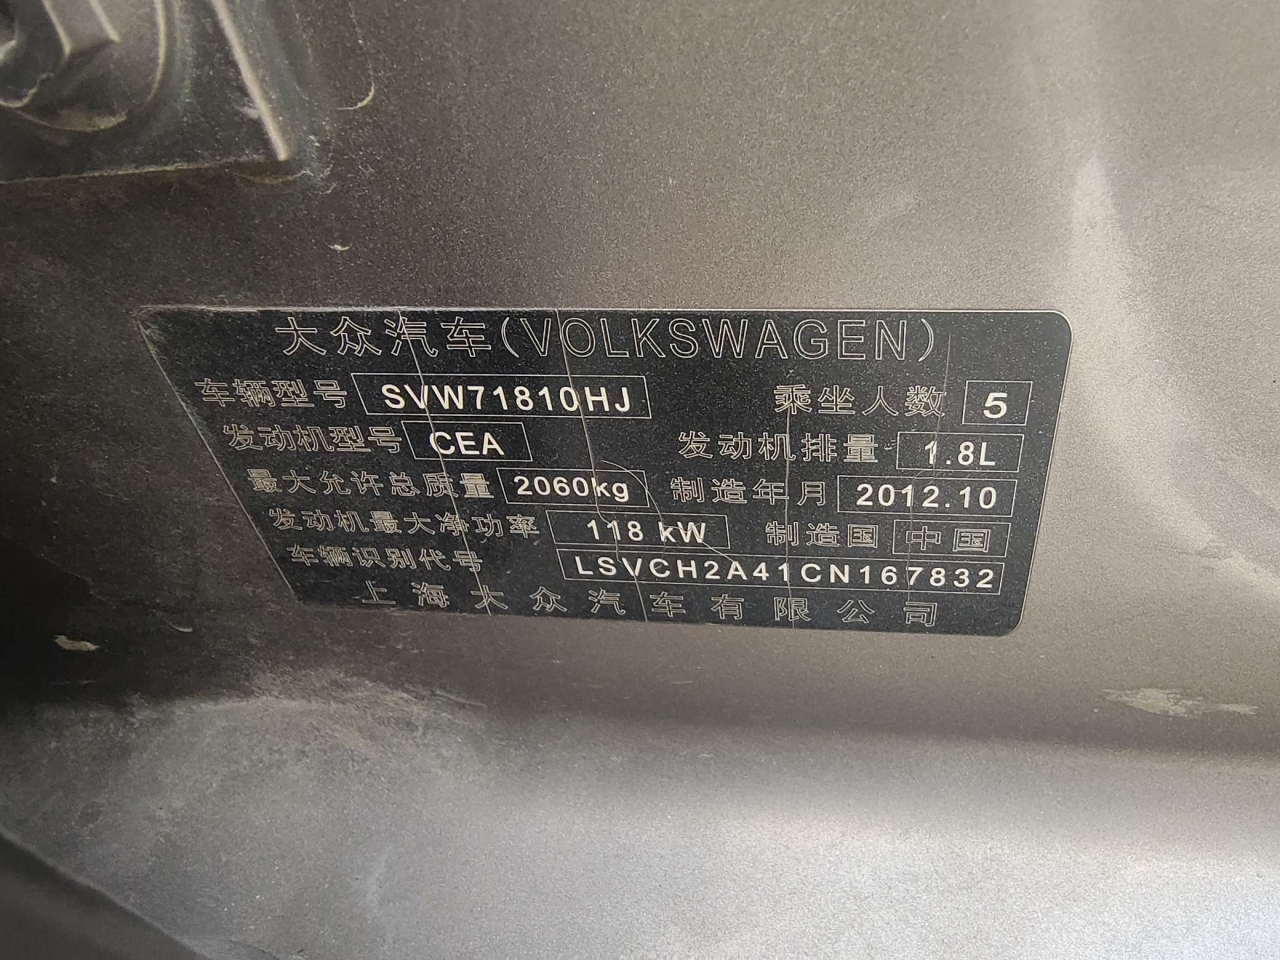 大众汽车(VOLKSWAGEN)
车辆型号 SVW71810HJ 乘坐人数 5
发动机型号 CEA 发动机排量 1.8L
最大允许总质量 2060kg 制造年月 2012.10
发动机最大净功率 118 kW 制造国 中国
车辆识别代号 LSVCH2A41CN167832
上海大众汽车有限公司